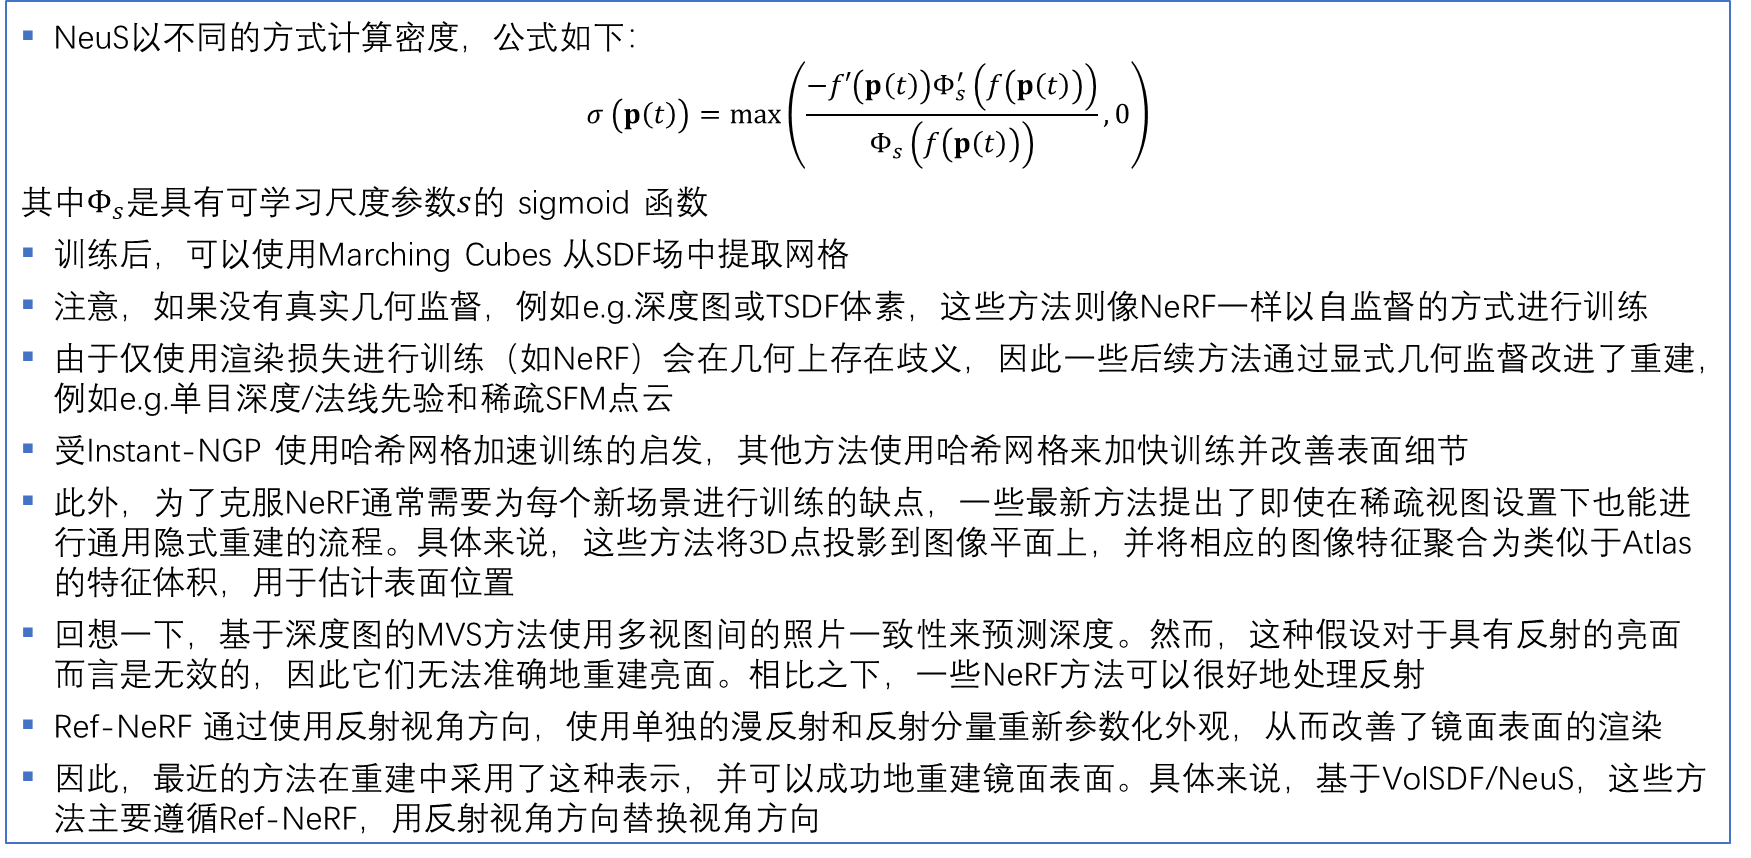 ▪ NeuS以不同的方式计算密度，公式如下：
σ(𝐩(t)) = max(−f′(𝐩(t))Φ′ₛ(f(𝐩(t))) / Φₛ(f(𝐩(t))), 0)
其中Φₛ是具有可学习尺度参数s的 sigmoid 函数
▪ 训练后，可以使用Marching Cubes 从SDF场中提取网格
▪ 注意，如果没有真实几何监督，例如e.g.深度图或TSDF体素，这些方法则像NeRF一样以自监督的方式进行训练
▪ 由于仅使用渲染损失进行训练（如NeRF）会在几何上存在歧义，因此一些后续方法通过显式几何监督改进了重建，
例如e.g.单目深度/法线先验和稀疏SFM点云
▪ 受Instant-NGP 使用哈希网格加速训练的启发，其他方法使用哈希网格来加快训练并改善表面细节
▪ 此外，为了克服NeRF通常需要为每个新场景进行训练的缺点，一些最新方法提出了即使在稀疏视图设置下也能进
行通用隐式重建的流程。具体来说，这些方法将3D点投影到图像平面上，并将相应的图像特征聚合为类似于Atlas
的特征体积，用于估计表面位置
▪ 回想一下，基于深度图的MVS方法使用多视图间的照片一致性来预测深度。然而，这种假设对于具有反射的亮面
而言是无效的，因此它们无法准确地重建亮面。相比之下，一些NeRF方法可以很好地处理反射
▪ Ref-NeRF 通过使用反射视角方向，使用单独的漫反射和反射分量重新参数化外观，从而改善了镜面表面的渲染
▪ 因此，最近的方法在重建中采用了这种表示，并可以成功地重建镜面表面。具体来说，基于VolSDF/NeuS，这些方
法主要遵循Ref-NeRF，用反射视角方向替换视角方向